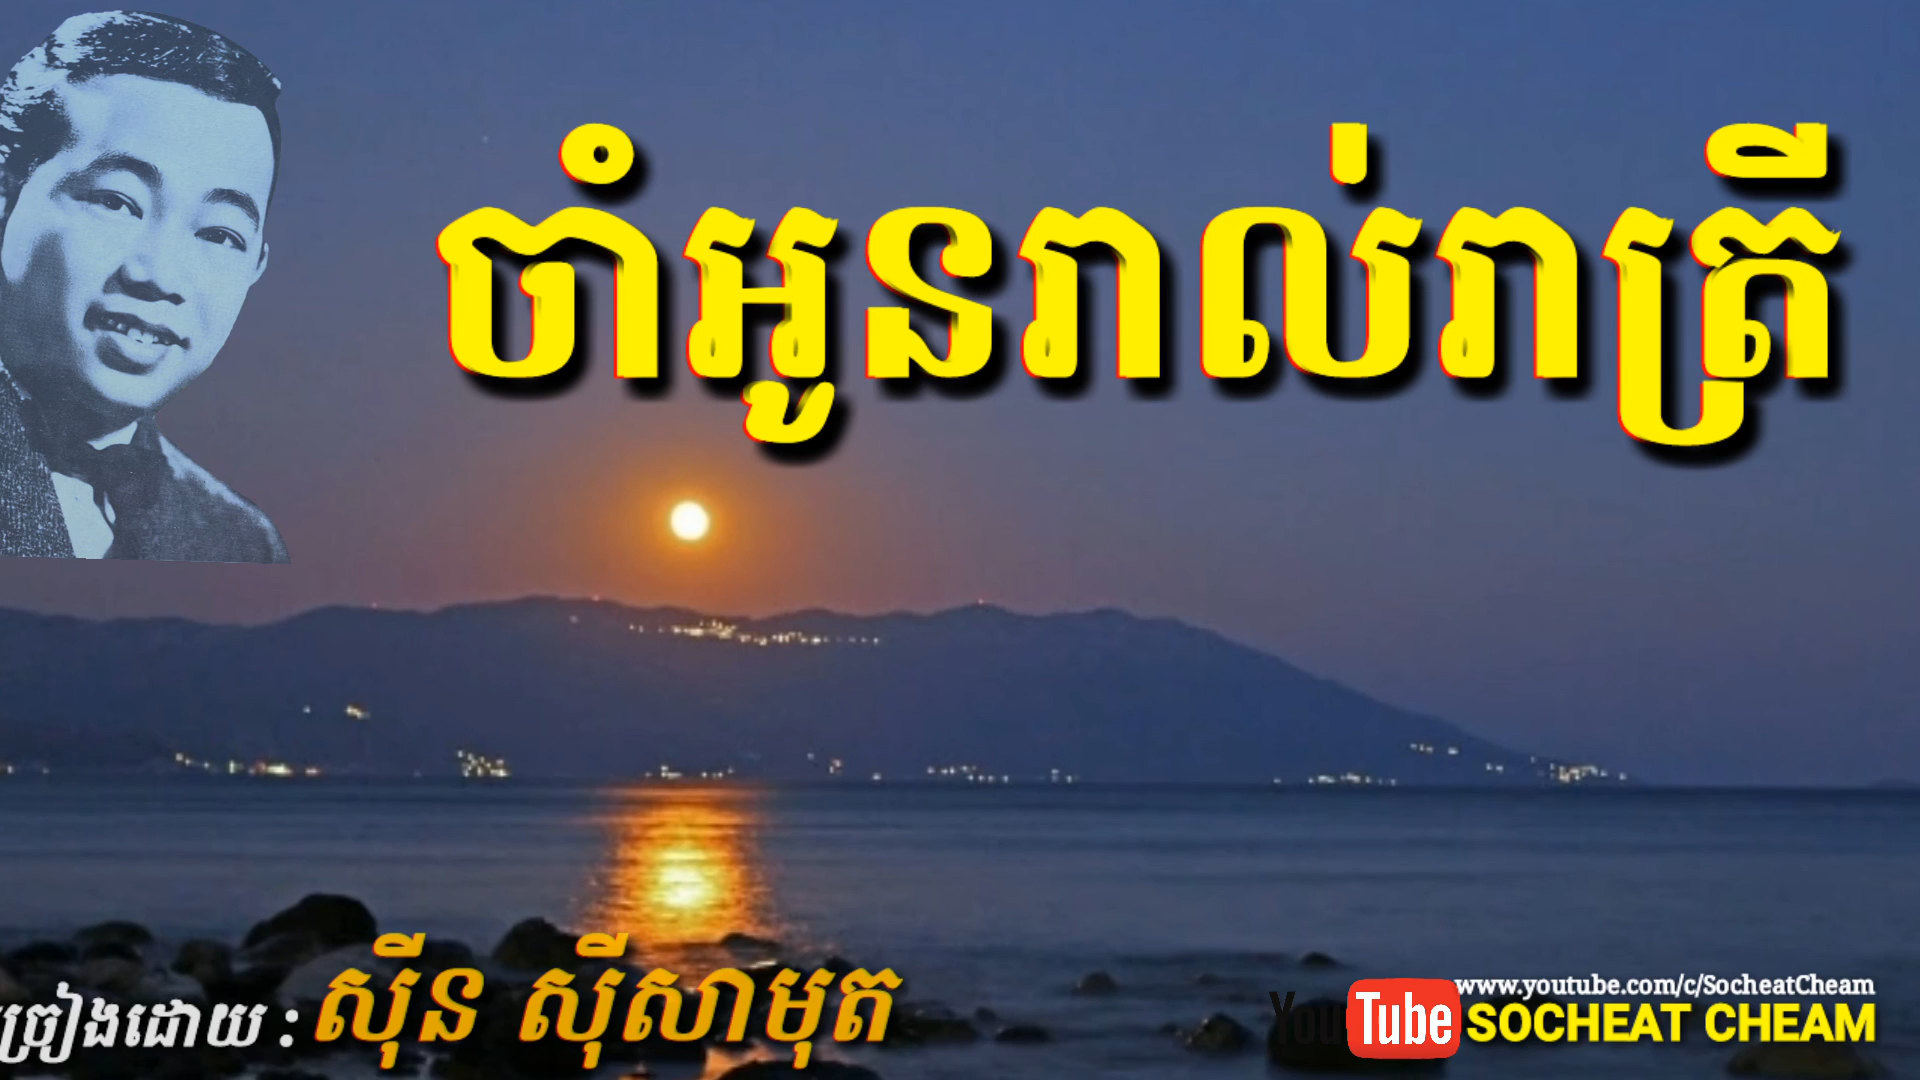 ចាំអូនរាល់រាត្រី
ច្រៀងដោយ : ស៊ីន ស៊ីសាមុត
www.youtube.com/c/SocheatCheam
YouTube SOCHEAT CHEAM